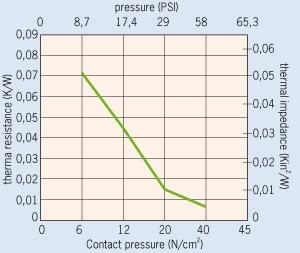 pressure (PSI)
0 8,7 17,4 29 58 65,3
therma resistance (K/W)
0,09
0,08
0,07
0,06
0,05
0,04
0,03
0,02
0,01
0
0,06
0,05
0,04
0,03
0,02
0,01
0
thermal impedance (Kin²/W)
0 6 12 20 40 45
Contact pressure (N/cm²)